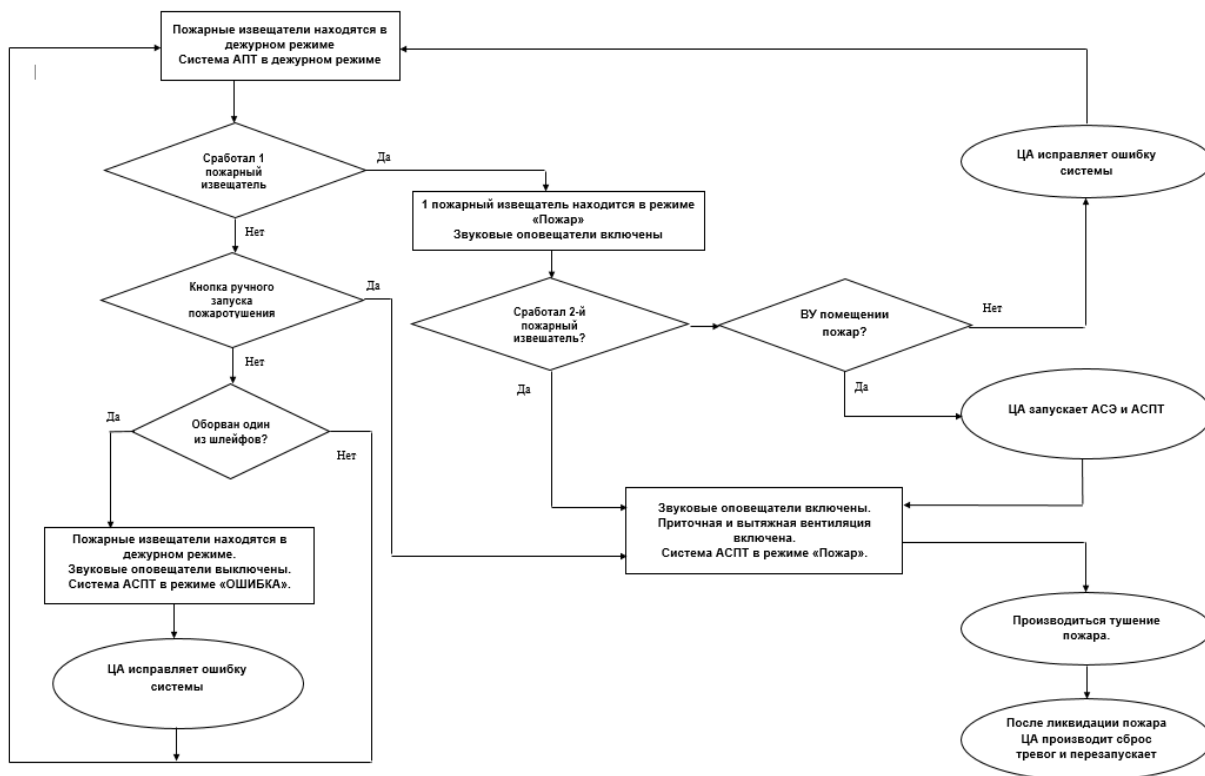 Пожарные извещатели находятся в
дежурном режиме
Система АПТ в дежурном режиме
Сработал 1
пожарный
извещатель
Да
ЦА исправляет ошибку
системы
1 пожарный извещатель находится в режиме
«Пожар»
Звуковые оповещатели включены
Нет
Кнопка ручного
запуска
пожаротушения
Да
Сработал 2-й
пожарный
извешатель?
ВУ помещении
пожар?
Нет
Нет
Да
Да
Оборван один
из шлейфов?
Да
Нет
ЦА запускает АСЭ и АСПТ
Звуковые оповещатели включены.
Приточная и вытяжная вентиляция
включена.
Система АСПТ в режиме «Пожар».
Пожарные извещатели находятся в
дежурном режиме.
Звуковые оповещатели выключены.
Система АСПТ в режиме «ОШИБКА».
Производиться тушение
пожара.
ЦА исправляет ошибку
системы
После ликвидации пожара
ЦА производит сброс
тревог и перезапускает